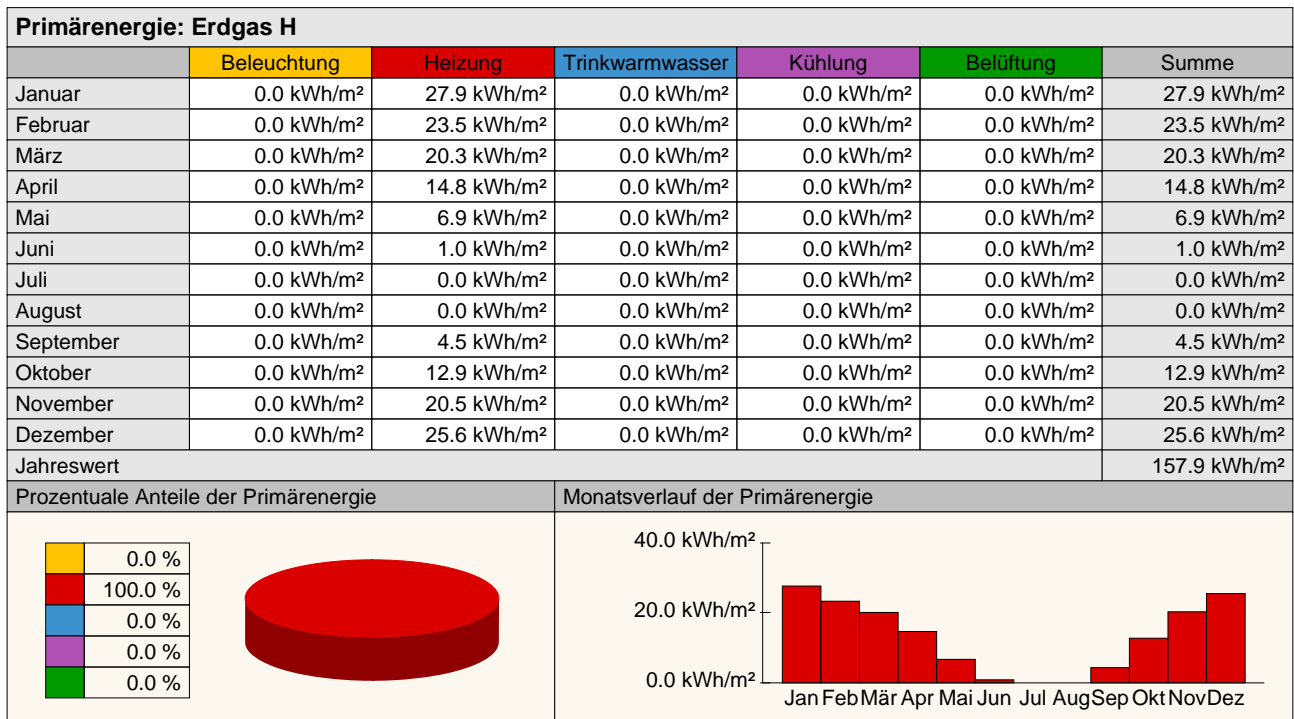 Primärenergie: Erdgas H
Beleuchtung Heizung Trinkwarmwasser Kühlung Belüftung Summe
Januar 0.0 kWh/m² 27.9 kWh/m² 0.0 kWh/m² 0.0 kWh/m² 0.0 kWh/m² 27.9 kWh/m²
Februar 0.0 kWh/m² 23.5 kWh/m² 0.0 kWh/m² 0.0 kWh/m² 0.0 kWh/m² 23.5 kWh/m²
März 0.0 kWh/m² 20.3 kWh/m² 0.0 kWh/m² 0.0 kWh/m² 0.0 kWh/m² 20.3 kWh/m²
April 0.0 kWh/m² 14.8 kWh/m² 0.0 kWh/m² 0.0 kWh/m² 0.0 kWh/m² 14.8 kWh/m²
Mai 0.0 kWh/m² 6.9 kWh/m² 0.0 kWh/m² 0.0 kWh/m² 0.0 kWh/m² 6.9 kWh/m²
Juni 0.0 kWh/m² 1.0 kWh/m² 0.0 kWh/m² 0.0 kWh/m² 0.0 kWh/m² 1.0 kWh/m²
Juli 0.0 kWh/m² 0.0 kWh/m² 0.0 kWh/m² 0.0 kWh/m² 0.0 kWh/m² 0.0 kWh/m²
August 0.0 kWh/m² 0.0 kWh/m² 0.0 kWh/m² 0.0 kWh/m² 0.0 kWh/m² 0.0 kWh/m²
September 0.0 kWh/m² 4.5 kWh/m² 0.0 kWh/m² 0.0 kWh/m² 0.0 kWh/m² 4.5 kWh/m²
Oktober 0.0 kWh/m² 12.9 kWh/m² 0.0 kWh/m² 0.0 kWh/m² 0.0 kWh/m² 12.9 kWh/m²
November 0.0 kWh/m² 20.5 kWh/m² 0.0 kWh/m² 0.0 kWh/m² 0.0 kWh/m² 20.5 kWh/m²
Dezember 0.0 kWh/m² 25.6 kWh/m² 0.0 kWh/m² 0.0 kWh/m² 0.0 kWh/m² 25.6 kWh/m²
Jahreswert 157.9 kWh/m²
Prozentuale Anteile der Primärenergie
0.0 %
100.0 %
0.0 %
0.0 %
0.0 %
Monatsverlauf der Primärenergie
40.0 kWh/m²
20.0 kWh/m²
0.0 kWh/m²
Jan Feb Mär Apr Mai Jun Jul Aug Sep Okt Nov Dez